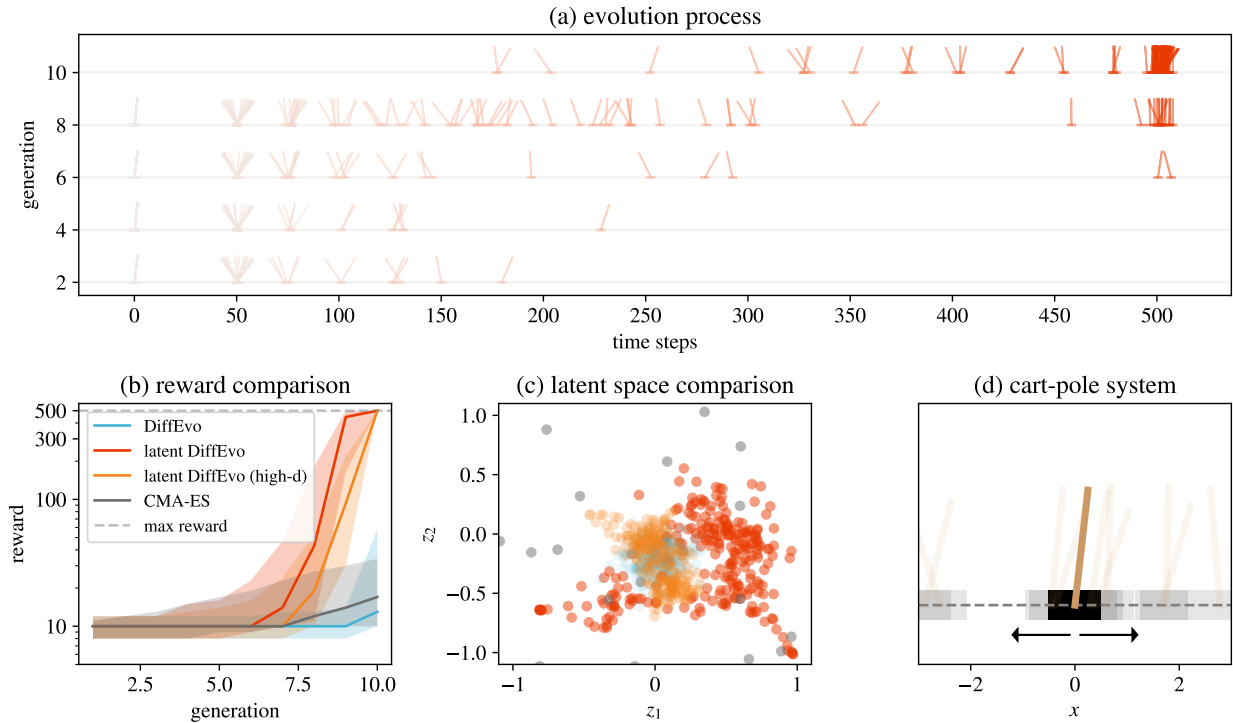 (a) evolution process
generation
10
8
6
4
2
0 50 100 150 200 250 300 350 400 450 500
time steps
(b) reward comparison
reward
500
300
100
10
DiffEvo
latent DiffEvo
latent DiffEvo (high-d)
CMA-ES
max reward
2.5 5.0 7.5 10.0
generation
(c) latent space comparison
z2
1.0
0.5
0.0
−0.5
−1.0
−1 0 1
z1
(d) cart-pole system
−2 0 2
x